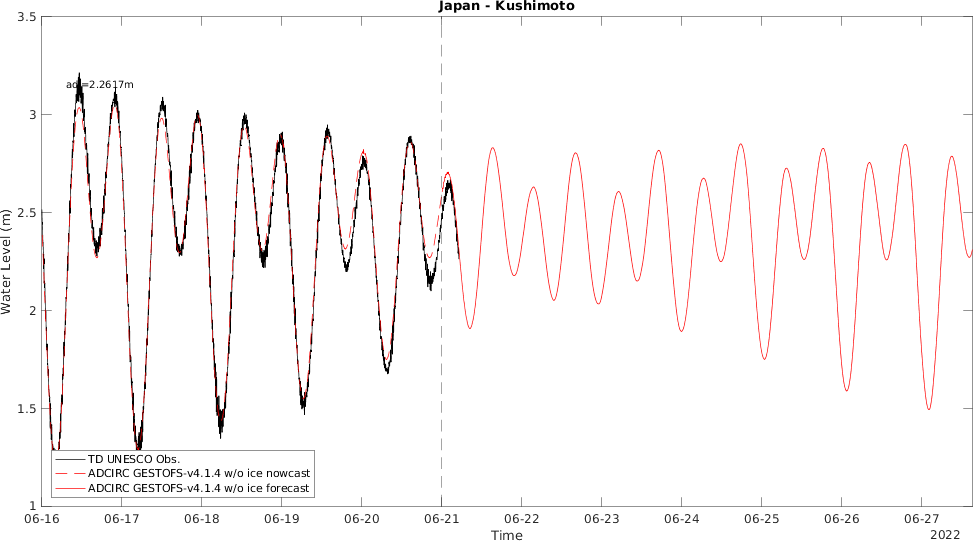 Japan - Kushimoto
Water Level (m)
3.5
3
2.5
2
1.5
1
adj=2.2617m
TD UNESCO Obs.
ADCIRC GESTOFS-v4.1.4 w/o ice nowcast
ADCIRC GESTOFS-v4.1.4 w/o ice forecast
06-16 06-17 06-18 06-19 06-20 06-21 06-22 06-23 06-24 06-25 06-26 06-27
Time
2022